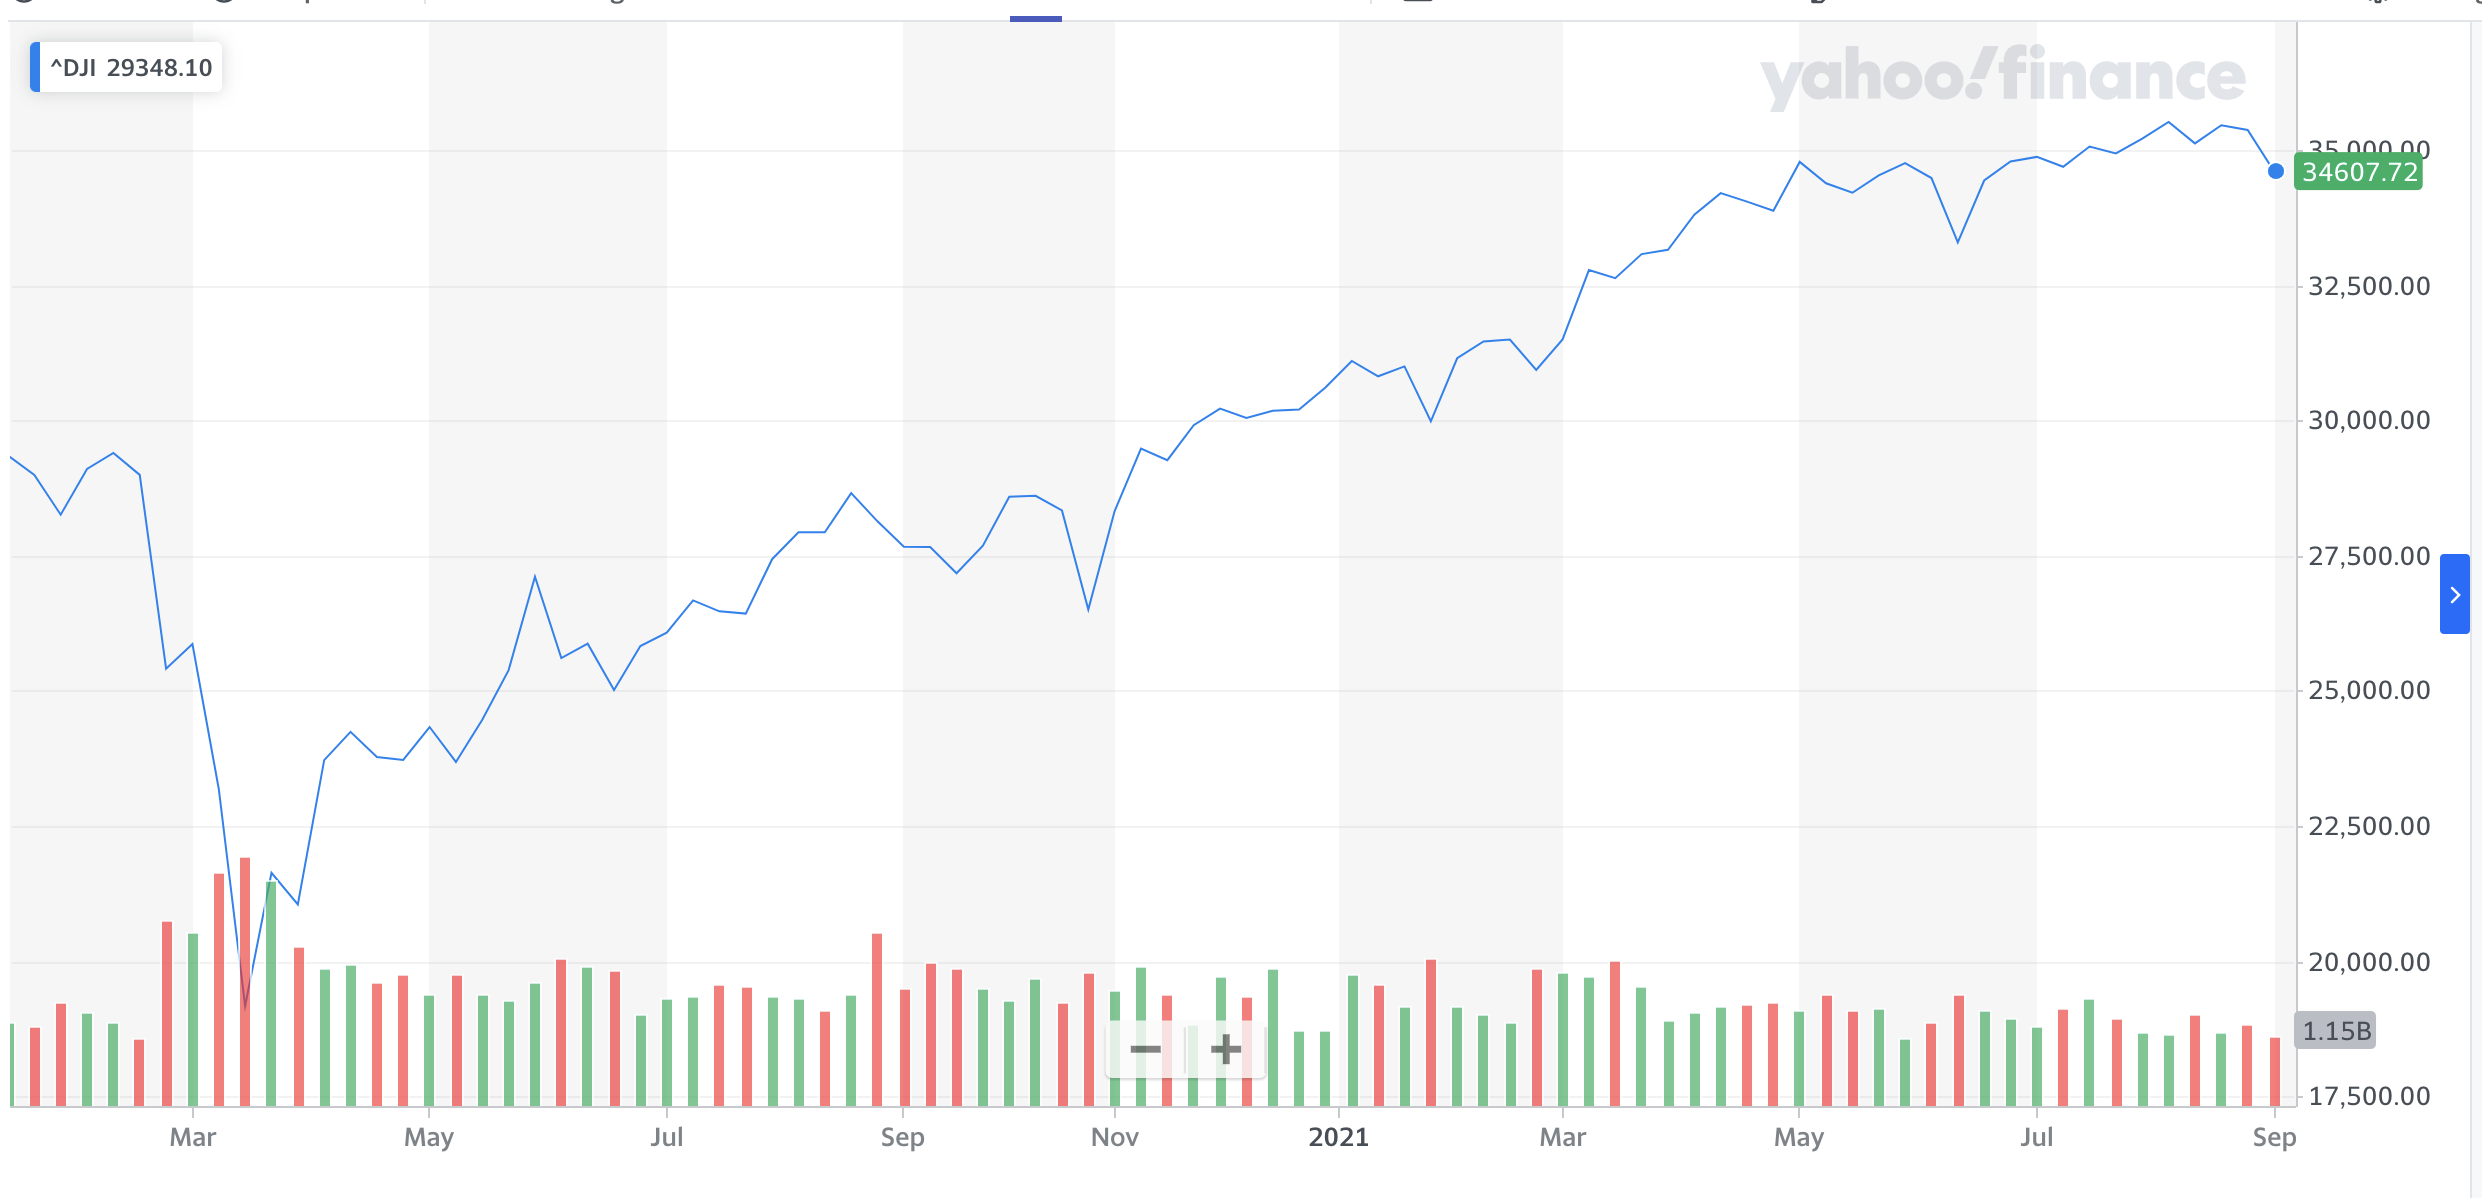 ^DJI 29348.10
yahoo!finance
35,000.00
34607.72
32,500.00
30,000.00
27,500.00
25,000.00
22,500.00
20,000.00
1.15B
17,500.00
Mar May Jul Sep Nov 2021 Mar May Jul Sep